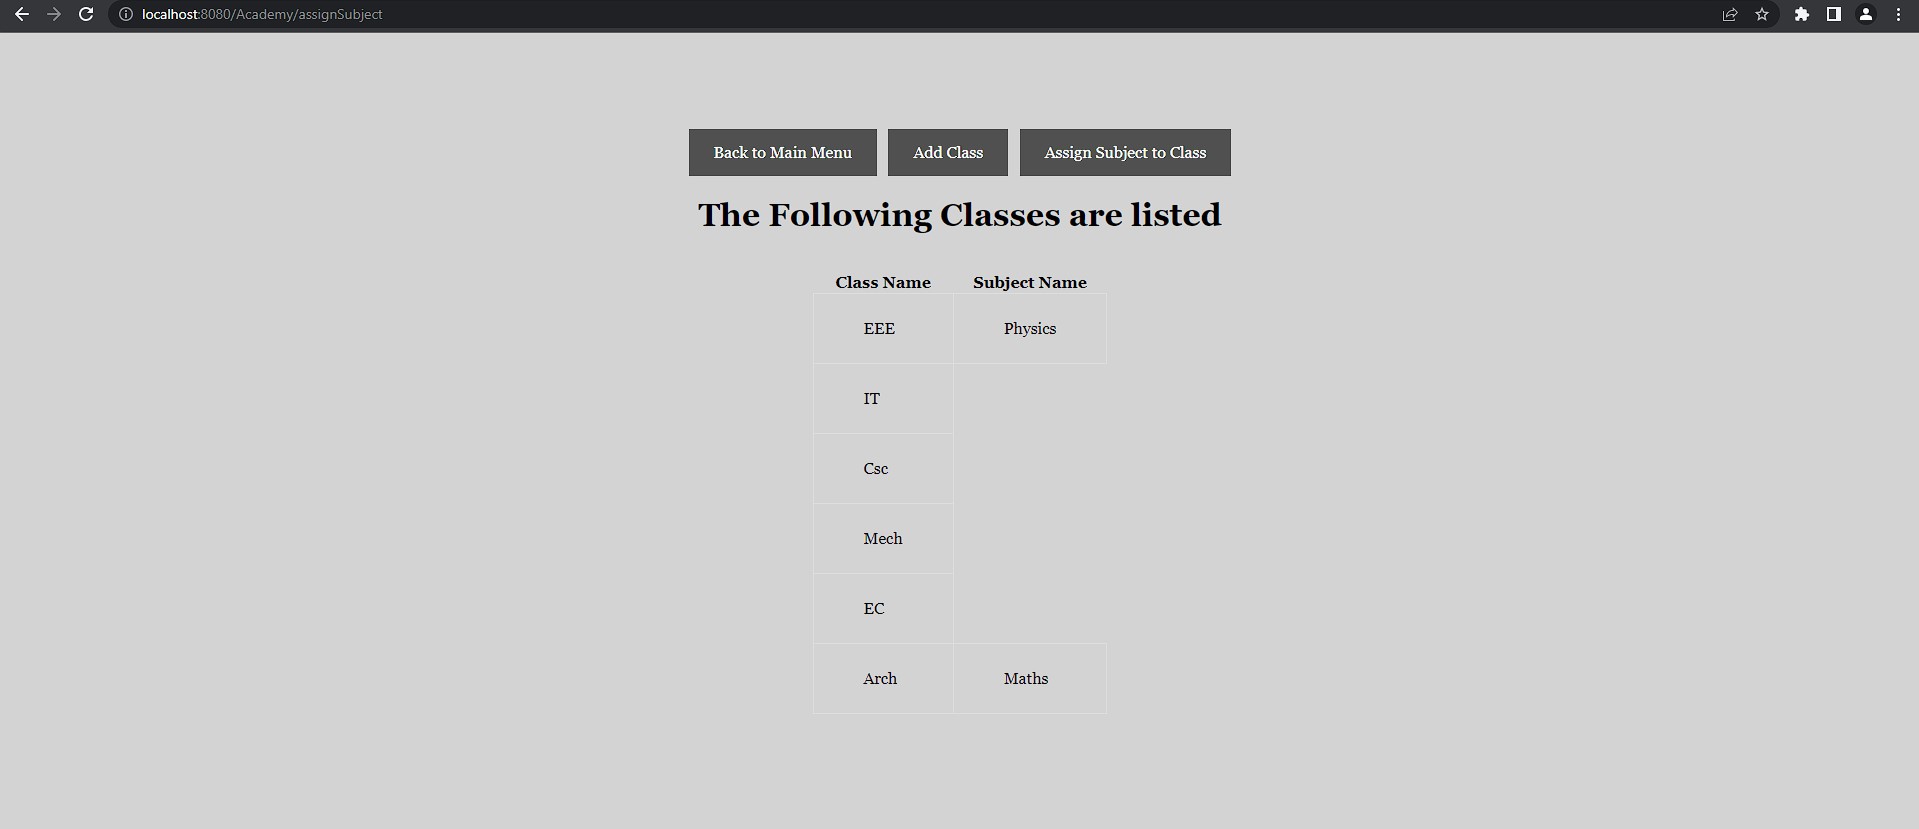 localhost:8080/Academy/assignSubject
Back to Main Menu Add Class Assign Subject to Class
The Following Classes are listed
Class Name Subject Name
EEE Physics
IT
Csc
Mech
EC
Arch Maths